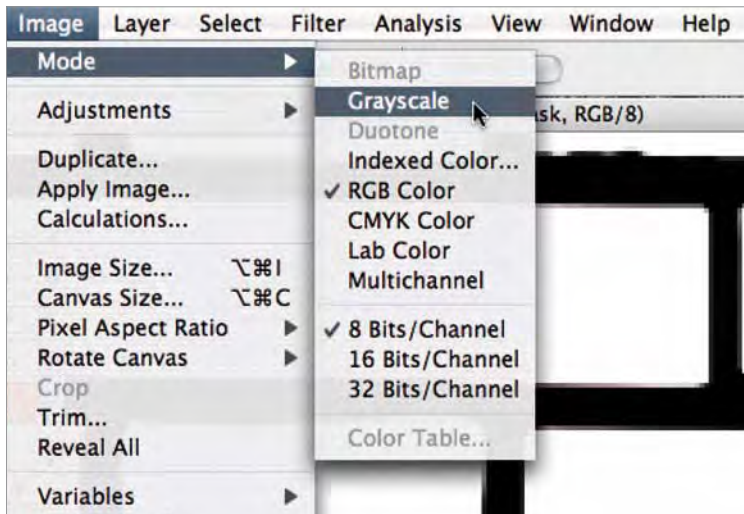 Image Layer Select Filter Analysis View Window Help
Mode
Adjustments
Duplicate...
Apply Image...
Calculations...
Image Size... ⌥⌘I
Canvas Size... ⌥⌘C
Pixel Aspect Ratio
Rotate Canvas
Crop
Trim...
Reveal All
Variables
Bitmap
Grayscale
Duotone
Indexed Color...
✓ RGB Color
CMYK Color
Lab Color
Multichannel
✓ 8 Bits/Channel
16 Bits/Channel
32 Bits/Channel
Color Table...
RGB/8)